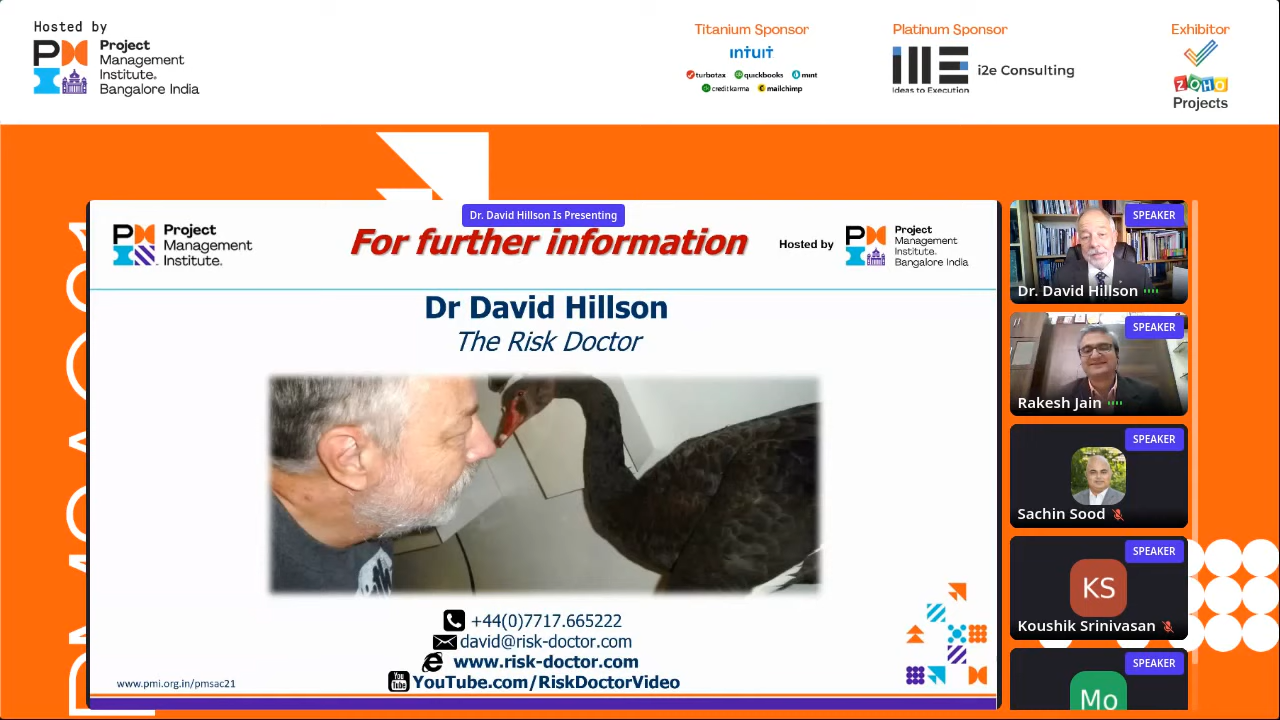 Hosted by
Project
Management
Institute.
Bangalore India
Titanium Sponsor
intuit
turbotax quickbooks mint
creditkarma mailchimp
Platinum Sponsor
i2e Consulting
Ideas to Execution
Exhibitor
ZOHO
Projects
Dr. David Hillson Is Presenting
Project
Management
Institute.
For further information
Hosted by
Project
Management
Institute.
Bangalore India
Dr David Hillson
The Risk Doctor
+44(0)7717.665222
david@risk-doctor.com
www.risk-doctor.com
You
Tube
YouTube.com/RiskDoctorVideo
www.pmi.org.in/pmsac21
SPEAKER
Dr. David Hillson
SPEAKER
Rakesh Jain
SPEAKER
Sachin Sood
SPEAKER
KS
Koushik Srinivasan
SPEAKER
Mo